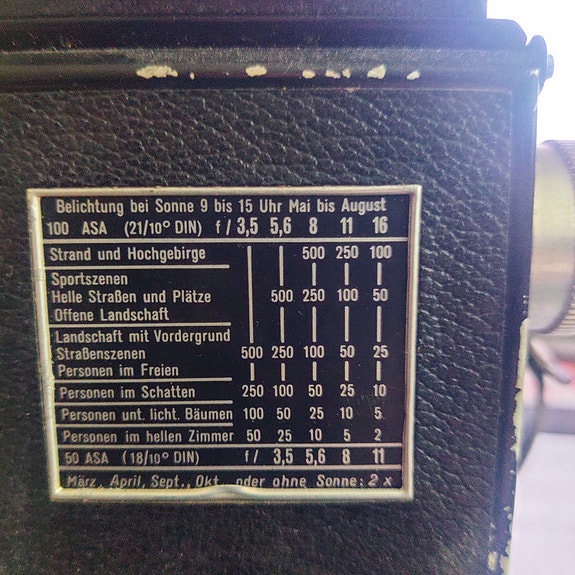 Belichtung bei Sonne 9 bis 15 Uhr Mai bis August
100 ASA (21/10° DIN) f/ 3,5 5,6 8 11 16
Strand und Hochgebirge 500 250 100
Sportszenen
Helle Straßen und Plätze 500 250 100 50
Offene Landschaft
Landschaft mit Vordergrund
Straßenszenen 500 250 100 50 25
Personen im Freien
Personen im Schatten 250 100 50 25 10
Personen unt. licht. Bäumen 100 50 25 10 5
Personen im hellen Zimmer 50 25 10 5 2
50 ASA (18/10° DIN) f/ 3,5 5,6 8 11
März, April, Sept., Okt. oder ohne Sonne: 2 x